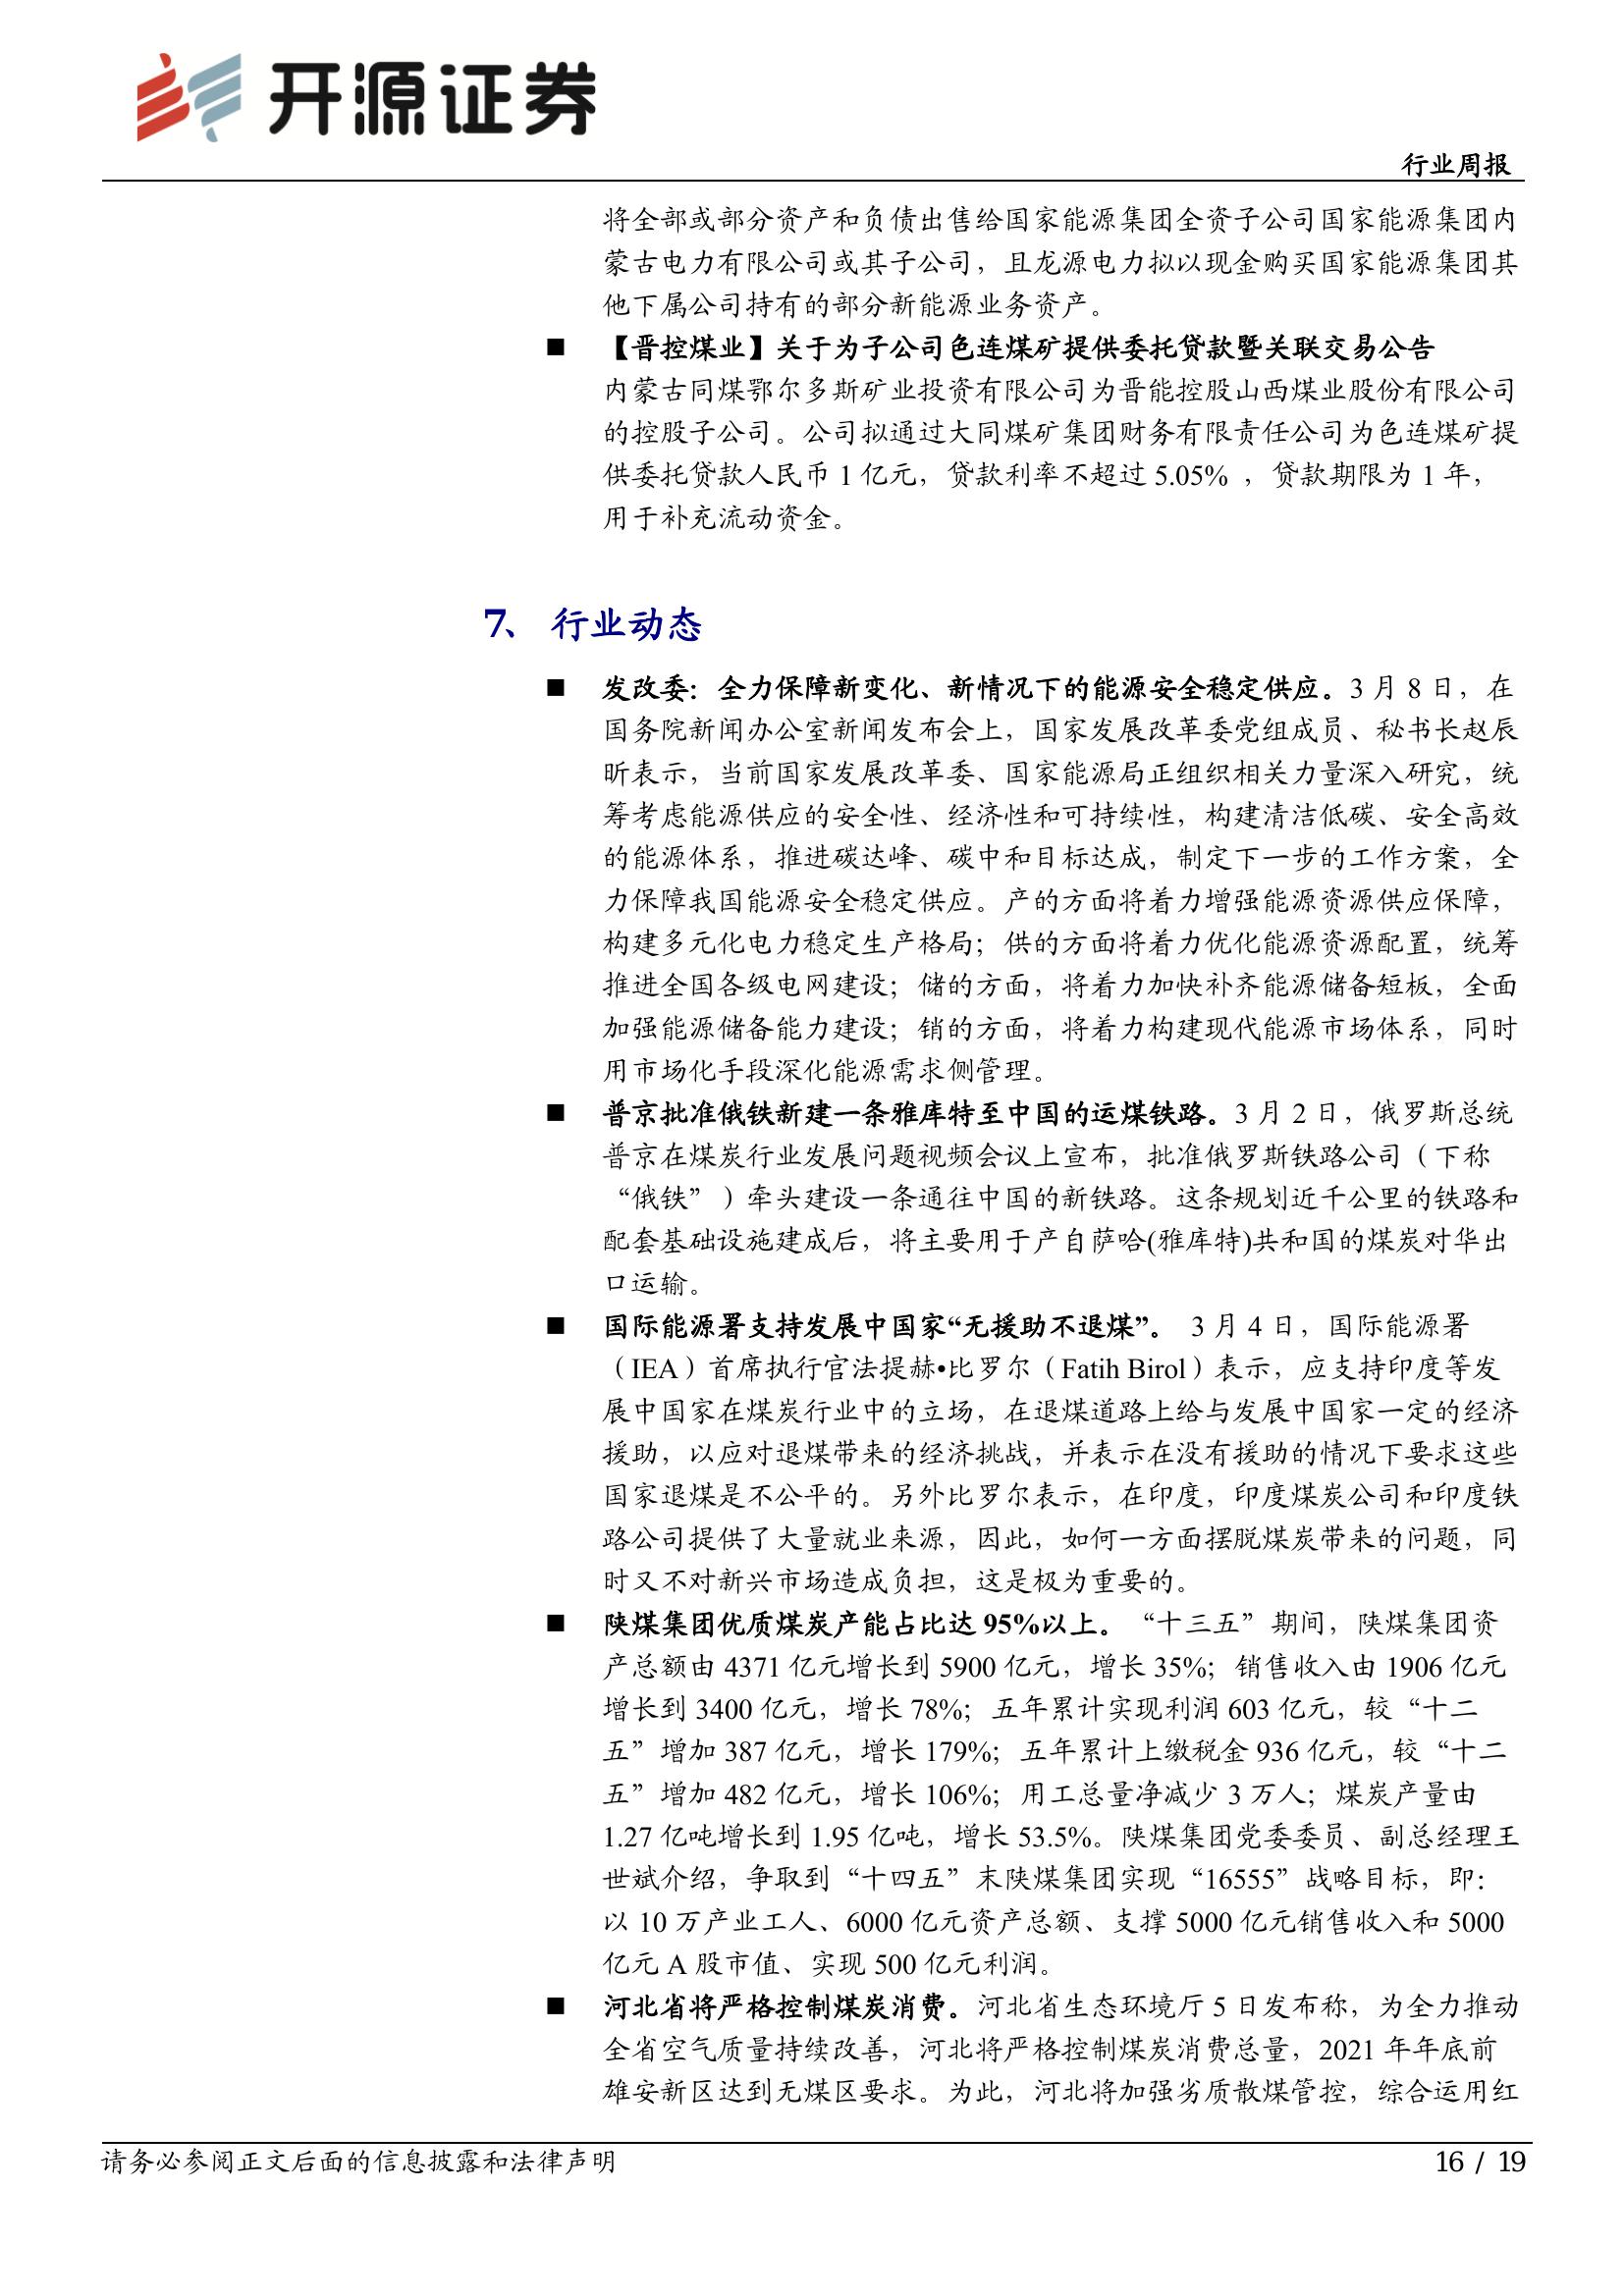 开源证券
行业周报
将全部或部分资产和负债出售给国家能源集团全资子公司国家能源集团内
蒙古电力有限公司或其子公司，且龙源电力拟以现金购买国家能源集团其
他下属公司持有的部分新能源业务资产。
■ 【晋控煤业】关于为子公司色连煤矿提供委托贷款暨关联交易公告
内蒙古同煤鄂尔多斯矿业投资有限公司为晋能控股山西煤业股份有限公司
的控股子公司。公司拟通过大同煤矿集团财务有限责任公司为色连煤矿提
供委托贷款人民币 1 亿元，贷款利率不超过 5.05% ，贷款期限为 1 年，
用于补充流动资金。
7、 行业动态
■ 发改委：全力保障新变化、新情况下的能源安全稳定供应。3 月 8 日，在
国务院新闻办公室新闻发布会上，国家发展改革委党组成员、秘书长赵辰
昕表示，当前国家发展改革委、国家能源局正组织相关力量深入研究，统
筹考虑能源供应的安全性、经济性和可持续性，构建清洁低碳、安全高效
的能源体系，推进碳达峰、碳中和目标达成，制定下一步的工作方案，全
力保障我国能源安全稳定供应。产的方面将着力增强能源资源供应保障，
构建多元化电力稳定生产格局；供的方面将着力优化能源资源配置，统筹
推进全国各级电网建设；储的方面，将着力加快补齐能源储备短板，全面
加强能源储备能力建设；销的方面，将着力构建现代能源市场体系，同时
用市场化手段深化能源需求侧管理。
■ 普京批准俄铁新建一条雅库特至中国的运煤铁路。3 月 2 日，俄罗斯总统
普京在煤炭行业发展问题视频会议上宣布，批准俄罗斯铁路公司（下称
“俄铁”）牵头建设一条通往中国的新铁路。这条规划近千公里的铁路和
配套基础设施建成后，将主要用于产自萨哈(雅库特)共和国的煤炭对华出
口运输。
■ 国际能源署支持发展中国家“无援助不退煤”。 3 月 4 日，国际能源署
（IEA）首席执行官法提赫•比罗尔（Fatih Birol）表示，应支持印度等发
展中国家在煤炭行业中的立场，在退煤道路上给与发展中国家一定的经济
援助，以应对退煤带来的经济挑战，并表示在没有援助的情况下要求这些
国家退煤是不公平的。另外比罗尔表示，在印度，印度煤炭公司和印度铁
路公司提供了大量就业来源，因此，如何一方面摆脱煤炭带来的问题，同
时又不对新兴市场造成负担，这是极为重要的。
■ 陕煤集团优质煤炭产能占比达 95%以上。“十三五”期间，陕煤集团资
产总额由 4371 亿元增长到 5900 亿元，增长 35%；销售收入由 1906 亿元
增长到 3400 亿元，增长 78%；五年累计实现利润 603 亿元，较“十二
五”增加 387 亿元，增长 179%；五年累计上缴税金 936 亿元，较“十二
五”增加 482 亿元，增长 106%；用工总量净减少 3 万人；煤炭产量由
1.27 亿吨增长到 1.95 亿吨，增长 53.5%。陕煤集团党委委员、副总经理王
世斌介绍，争取到“十四五”末陕煤集团实现“16555”战略目标，即：
以 10 万产业工人、6000 亿元资产总额、支撑 5000 亿元销售收入和 5000
亿元 A 股市值、实现 500 亿元利润。
■ 河北省将严格控制煤炭消费。河北省生态环境厅 5 日发布称，为全力推动
全省空气质量持续改善，河北将严格控制煤炭消费总量，2021 年年底前
雄安新区达到无煤区要求。为此，河北将加强劣质散煤管控，综合运用红
请务必参阅正文后面的信息披露和法律声明
16 / 19